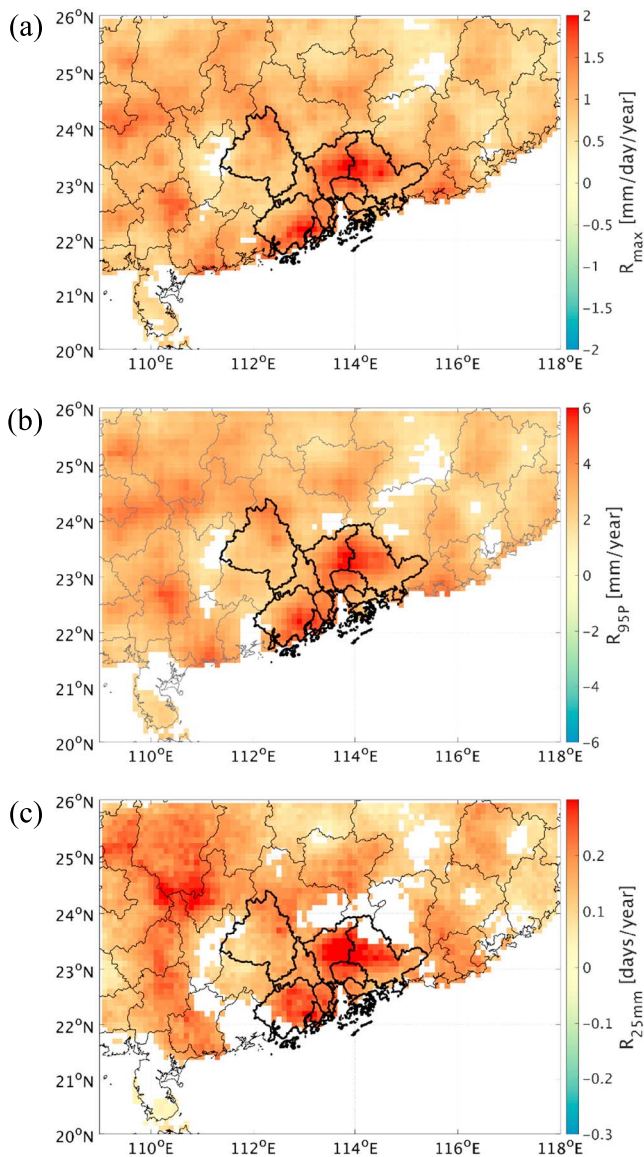 (a)
26°N
25°N
24°N
23°N
22°N
21°N
20°N
110°E 112°E 114°E 116°E 118°E
2
1.5
1
0.5
0
-0.5
-1
-1.5
-2
R_max [mm/day/year]
(b)
26°N
25°N
24°N
23°N
22°N
21°N
20°N
110°E 112°E 114°E 116°E 118°E
6
4
2
0
-2
-4
-6
R_95P [mm/year]
(c)
26°N
25°N
24°N
23°N
22°N
21°N
20°N
110°E 112°E 114°E 116°E 118°E
0.2
0.1
0
-0.1
-0.2
-0.3
R_25mm [days/year]